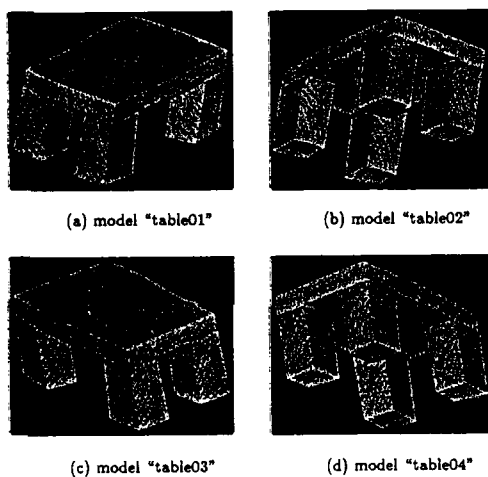 (a) model "table01"
(b) model "table02"
(c) model "table03"
(d) model "table04"